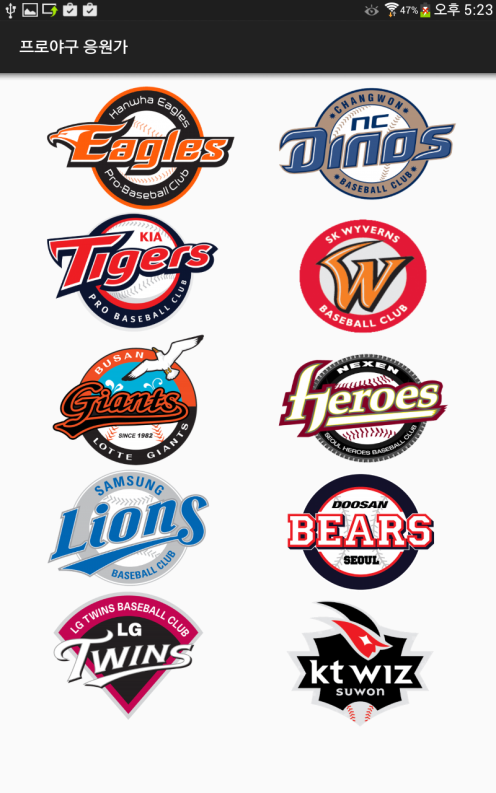 47% 오후 5:23
프로야구 응원가
Hanwha Eagles
Eagles
Pro-Baseball Club
CHANGWON
NC
Dinos
BASEBALL CLUB
KIA
Tigers
PRO BASEBALL CLUB
SK WYVERNS
W
BASEBALL CLUB
BUSAN
Giants
SINCE 1982
LOTTE GIANTS
NEXEN
Heroes
SEOUL HEROES BASEBALL CLUB
SAMSUNG
Lions
BASEBALL CLUB
DOOSAN
BEARS
SEOUL
LG TWINS BASEBALL CLUB
LG
TWINS
kt wiz
suwon